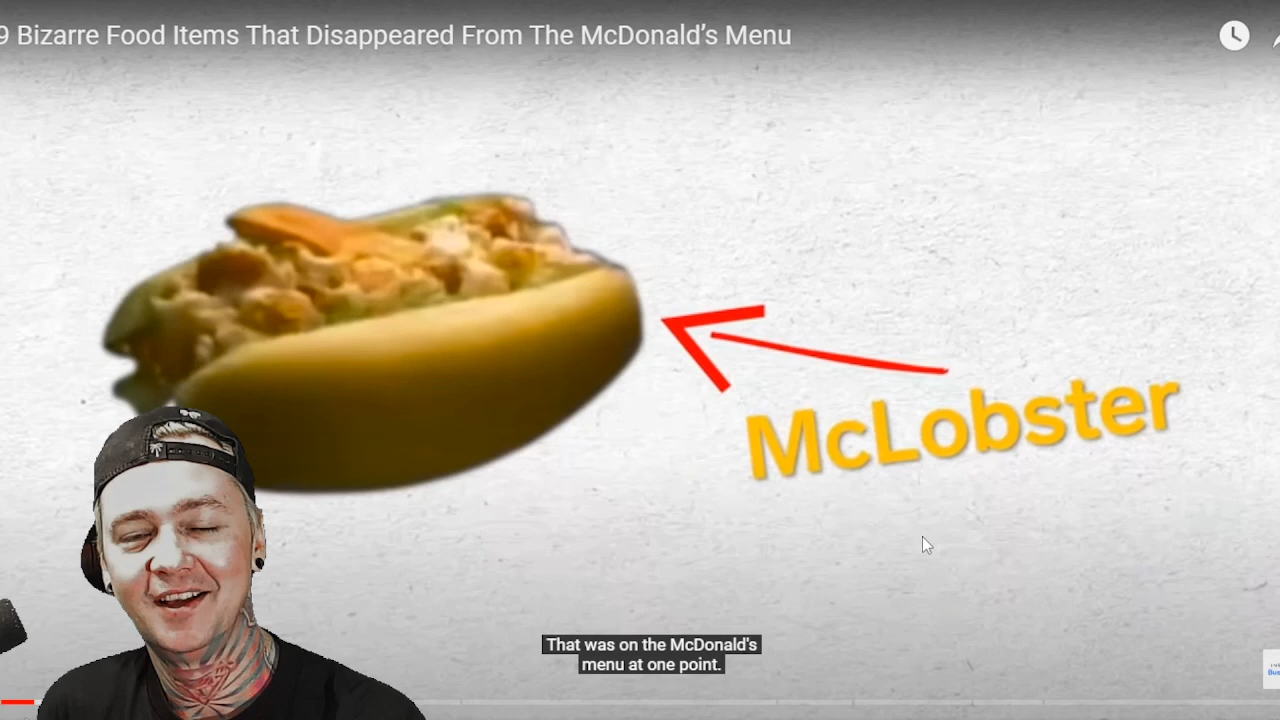 9 Bizarre Food Items That Disappeared From The McDonald’s Menu
McLobster
That was on the McDonald's
menu at one point.